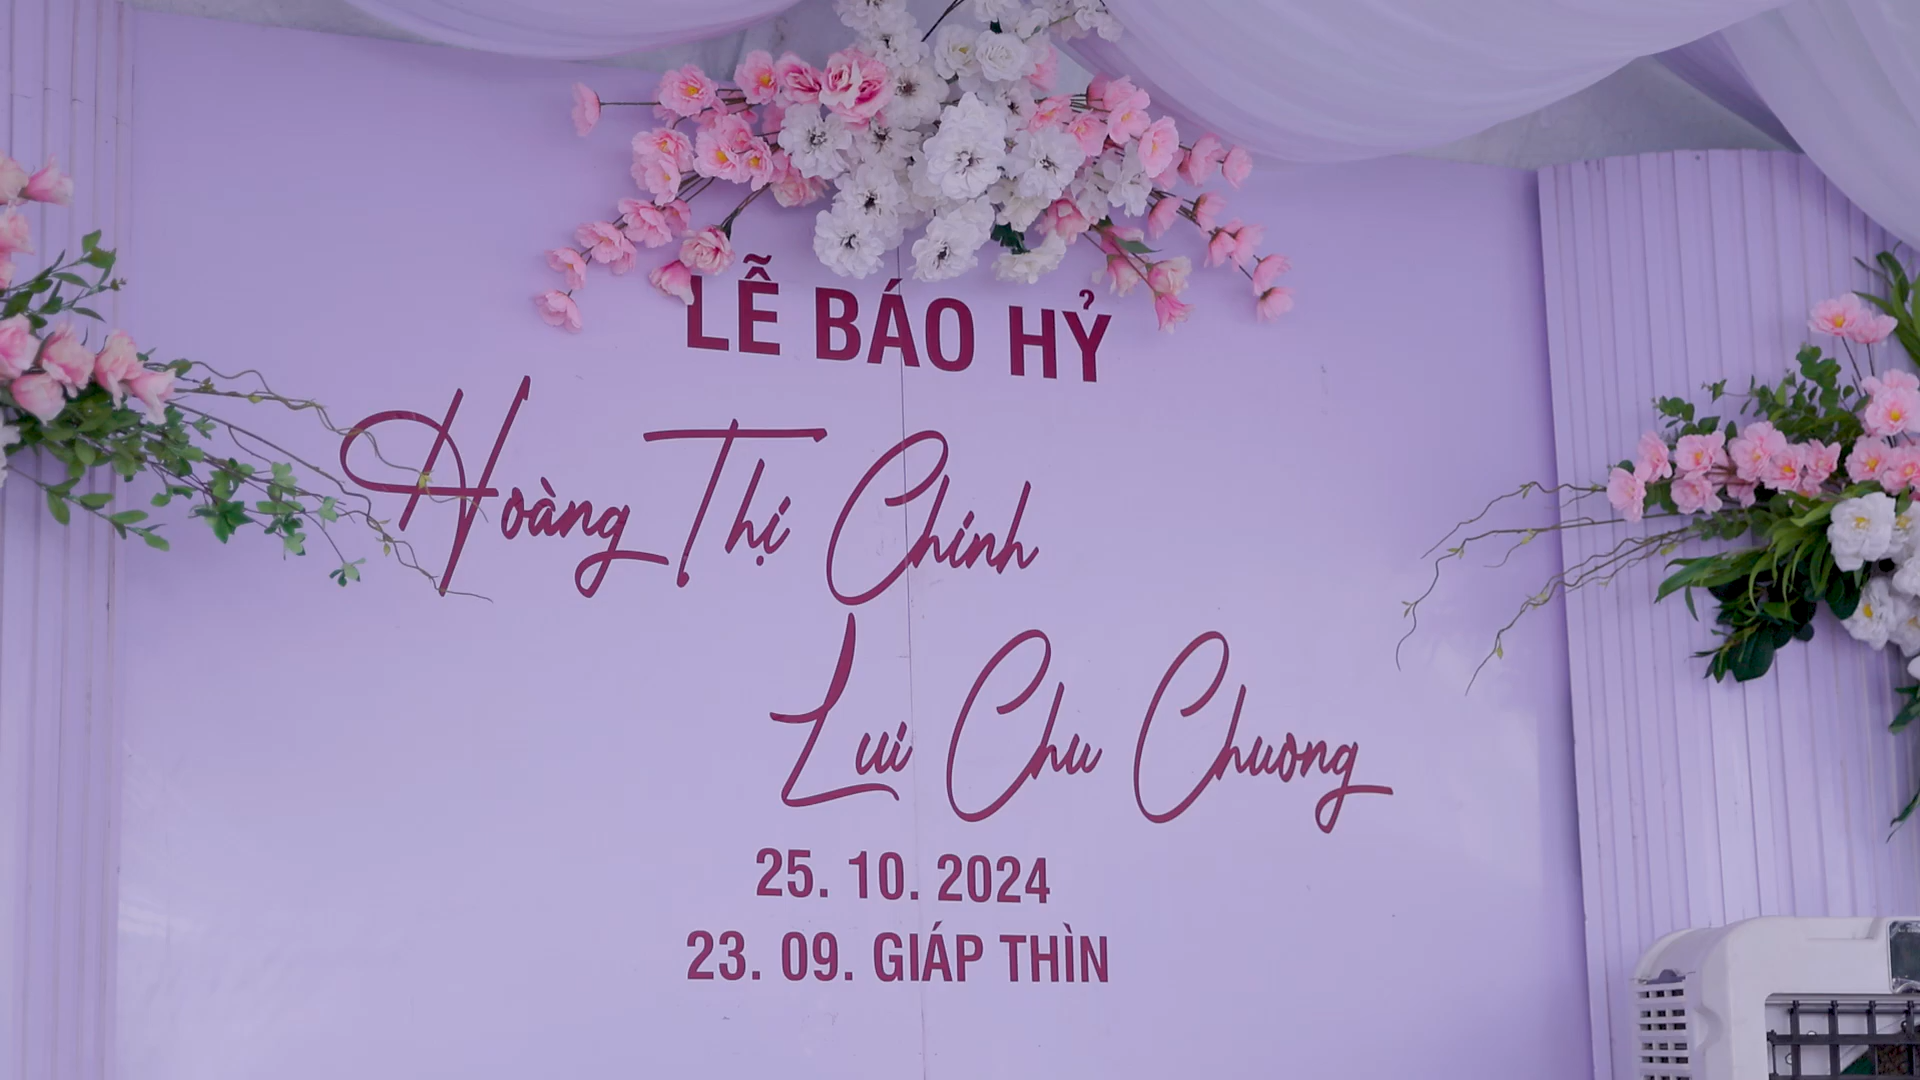 LỄ BÁO HỶ
Hoàng Thị Chinh
Lui Chu Chuong
25. 10. 2024
23. 09. GIÁP THÌN